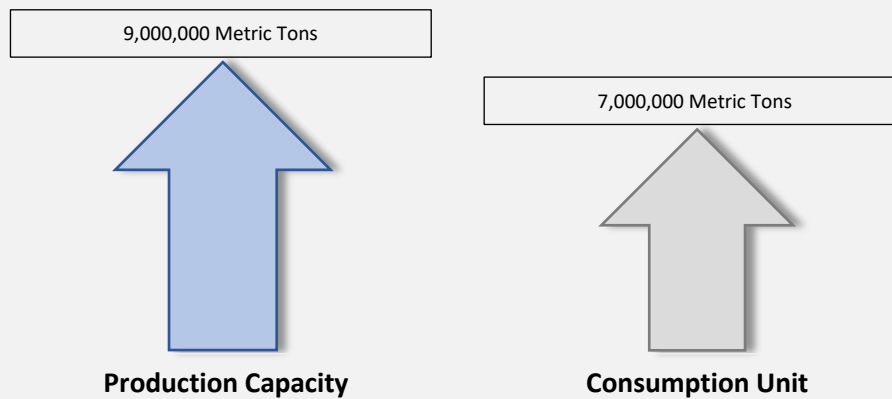 9,000,000 Metric Tons
7,000,000 Metric Tons
Production Capacity
Consumption Unit